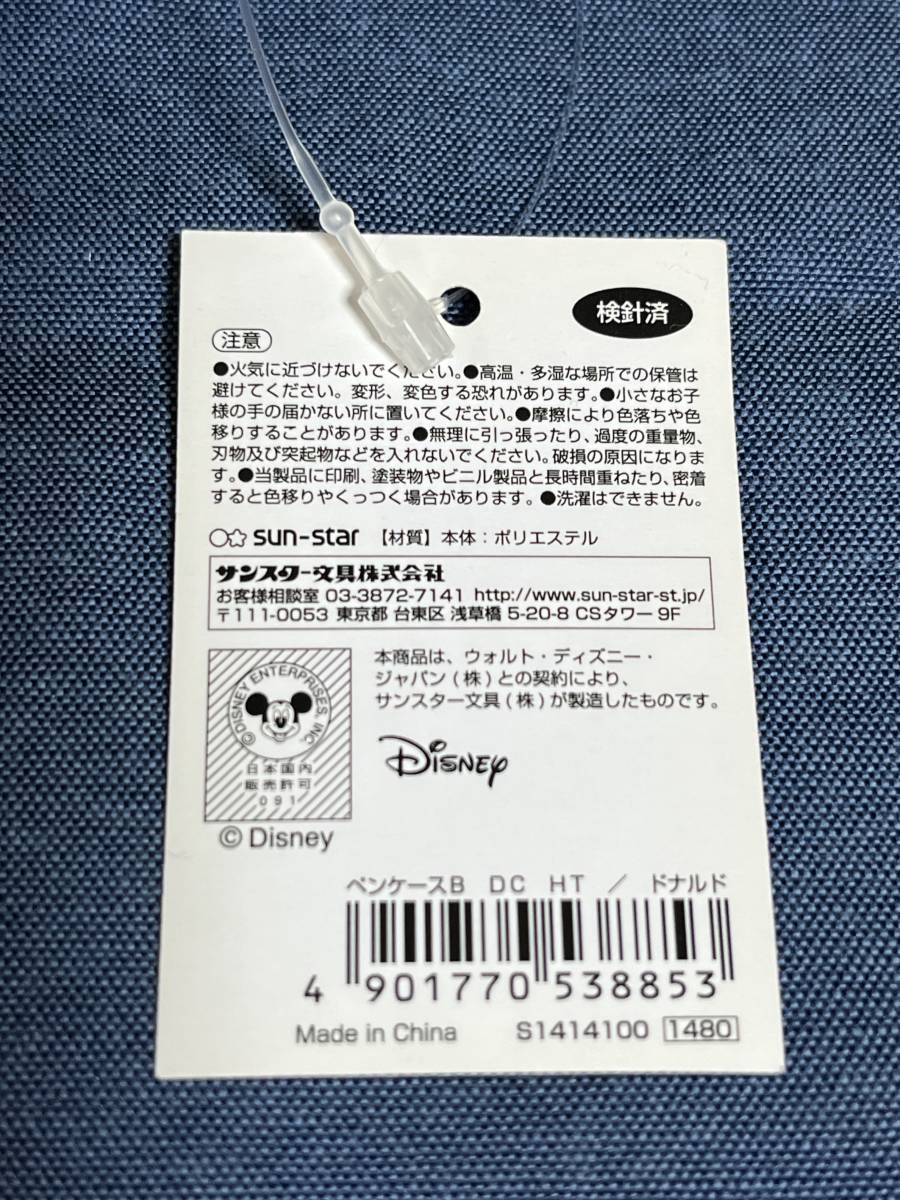 検針済
注意
●火気に近づけないでください。●高温・多湿な場所での保管は
避けてください。変形、変色する恐れがあります。●小さなお子
様の手の届かない所に置いてください。●摩擦により色落ちや色
移りすることがあります。●無理に引っ張ったり、過度の重量物、
刃物及び突起物などを入れないでください。破損の原因になりま
す。●当製品に印刷、塗装物やビニル製品と長時間重ねたり、密着
すると色移りやくっつく場合があります。●洗濯はできません。
sun-star 【材質】本体：ポリエステル
サンスター文具株式会社
お客様相談室 03-3872-7141 http://www.sun-star-st.jp/
〒111-0053 東京都 台東区 浅草橋 5-20-8 CSタワー 9F
本商品は、ウォルト・ディズニー・
ジャパン(株)との契約により、
サンスター文具(株)が製造したものです。
©DISNEY ENTERPRISES, INC.
日本国内
販売許可
091
Disney
© Disney
ペンケースB DC HT ／ ドナルド
4 901770 538853
Made in China S1414100 1480